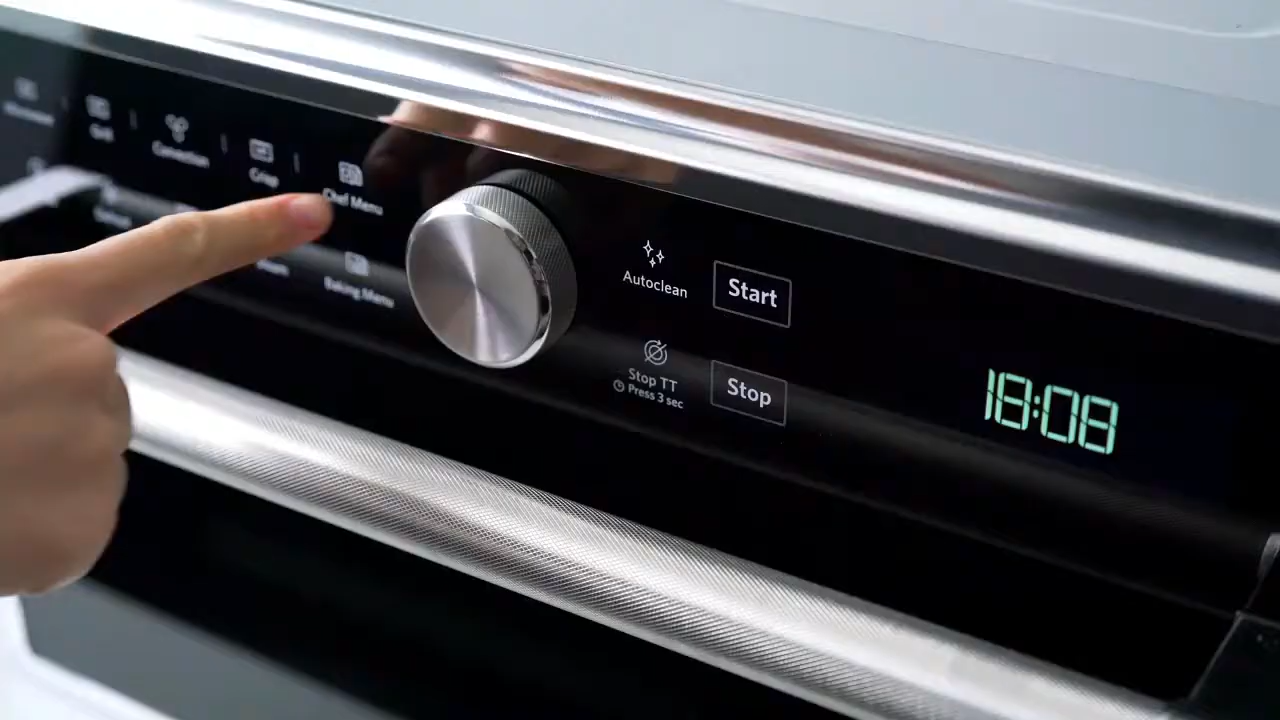 Grill
Convection
Crisp
Chef Menu
Baking Menu
Autoclean
Start
Stop TT
Press 3 sec
Stop
18:08